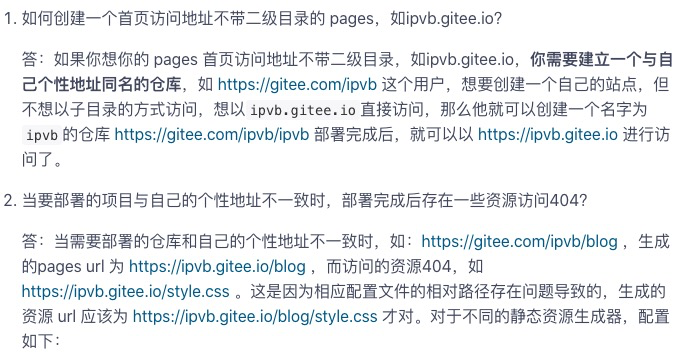 1. 如何创建一个首页访问地址不带二级目录的 pages，如ipvb.gitee.io?
答：如果你想你的 pages 首页访问地址不带二级目录，如ipvb.gitee.io，你需要建立一个与自
己个性地址同名的仓库，如 https://gitee.com/ipvb 这个用户，想要创建一个自己的站点，但
不想以子目录的方式访问，想以 ipvb.gitee.io 直接访问，那么他就可以创建一个名字为
ipvb 的仓库 https://gitee.com/ipvb/ipvb 部署完成后，就可以以 https://ipvb.gitee.io 进行访
问了。
2. 当要部署的项目与自己的个性地址不一致时，部署完成后存在一些资源访问404?
答：当需要部署的仓库和自己的个性地址不一致时，如：https://gitee.com/ipvb/blog ，生成
的pages url 为 https://ipvb.gitee.io/blog ，而访问的资源404，如
https://ipvb.gitee.io/style.css 。这是因为相应配置文件的相对路径存在问题导致的，生成的
资源 url 应该为 https://ipvb.gitee.io/blog/style.css 才对。对于不同的静态资源生成器，配置
如下：